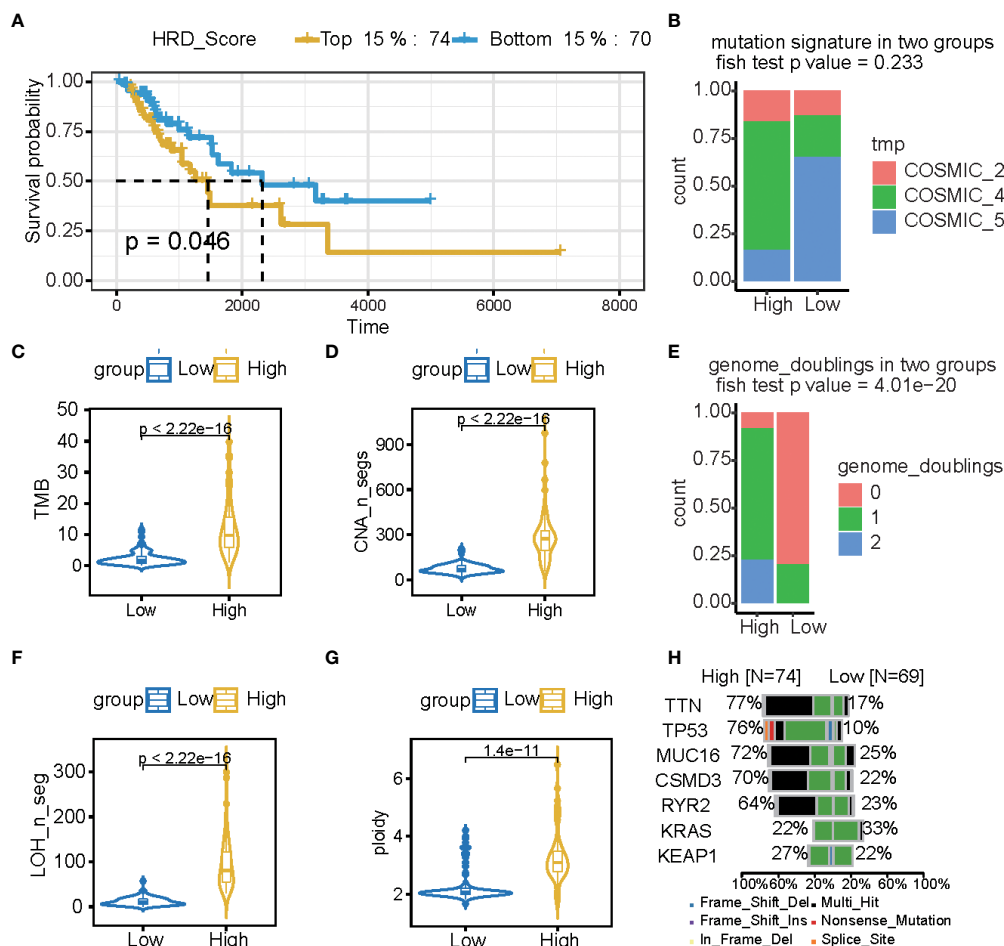 A
HRD_Score Top 15 % : 74 Bottom 15 % : 70
Survival probability
1.00
0.75
0.50
0.25
0.00
p = 0.046
0 2000 4000 6000 8000
Time
B
mutation signature in two groups
fish test p value = 0.233
count
1.00
0.75
0.50
0.25
0.00
High Low
tmp
COSMIC_2
COSMIC_4
COSMIC_5
C
group Low High
TMB
50
40
30
20
10
0
p < 2.22e−16
Low High
D
group Low High
CNA_n_segs
900
600
300
0
p < 2.22e−16
Low High
E
genome_doublings in two groups
fish test p value = 4.01e−20
count
1.00
0.75
0.50
0.25
0.00
High Low
genome_doublings
0
1
2
F
group Low High
LOH_n_seg
300
200
100
0
p < 2.22e−16
Low High
G
group Low High
ploidy
6
4
2
1.4e−11
Low High
H
High [N=74] Low [N=69]
TTN 77% 17%
TP53 76% 10%
MUC16 72% 25%
CSMD3 70% 22%
RYR2 64% 23%
KRAS 22% 33%
KEAP1 27% 22%
100% 60% 20% 20% 60% 100%
Frame_Shift_Del Multi_Hit
Frame_Shift_Ins Nonsense_Mutation
In_Frame_Del Splice_Site